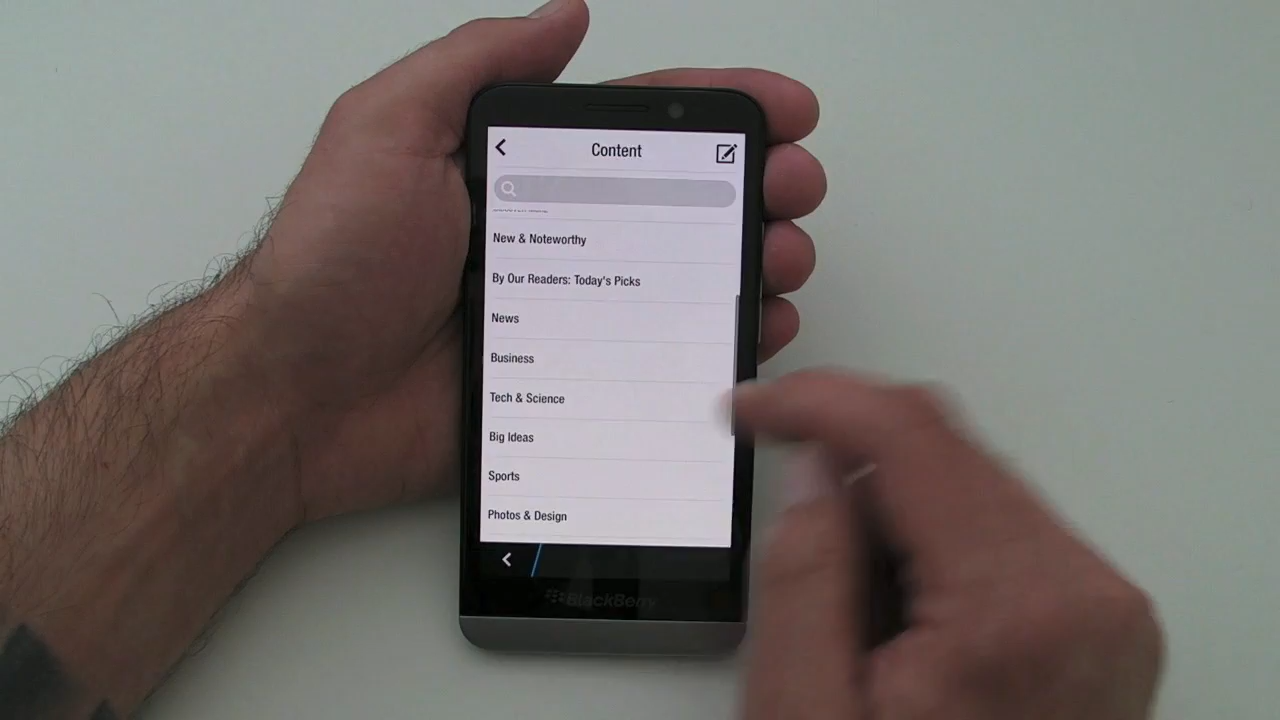 Content
New & Noteworthy
By Our Readers: Today's Picks
News
Business
Tech & Science
Big Ideas
Sports
Photos & Design
BlackBerry